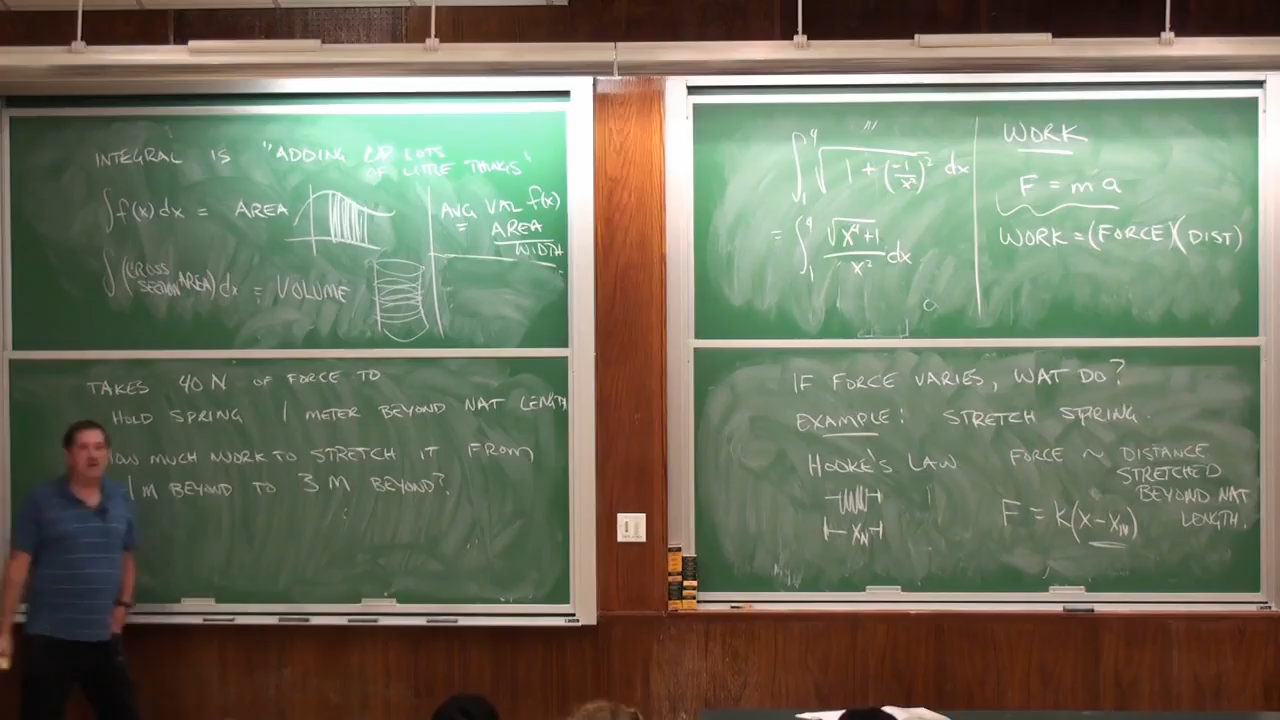 INTEGRAL IS "ADDING UP LOTS
OF LITTLE THINGS"
∫f(x) dx = AREA
AVG VAL f(x)
= AREA
WIDTH
∫(CROSS SECTION AREA) dx = VOLUME
TAKES 40 N OF FORCE TO
HOLD SPRING 1 METER BEYOND NAT LENGTH
HOW MUCH WORK TO STRETCH IT FROM
1 M BEYOND TO 3 M BEYOND?
∫₁⁴ √(1 + (-1/x²)²) dx
= ∫₁⁴ √(x⁴+1)/x² dx
WORK
F = ma
WORK = (FORCE)(DIST)
IF FORCE VARIES, WAT DO?
EXAMPLE: STRETCH SPRING.
HOOKE'S LAW
FORCE ~ DISTANCE
STRETCHED
BEYOND NAT
LENGTH.
X_N
F = K(X-X_N)